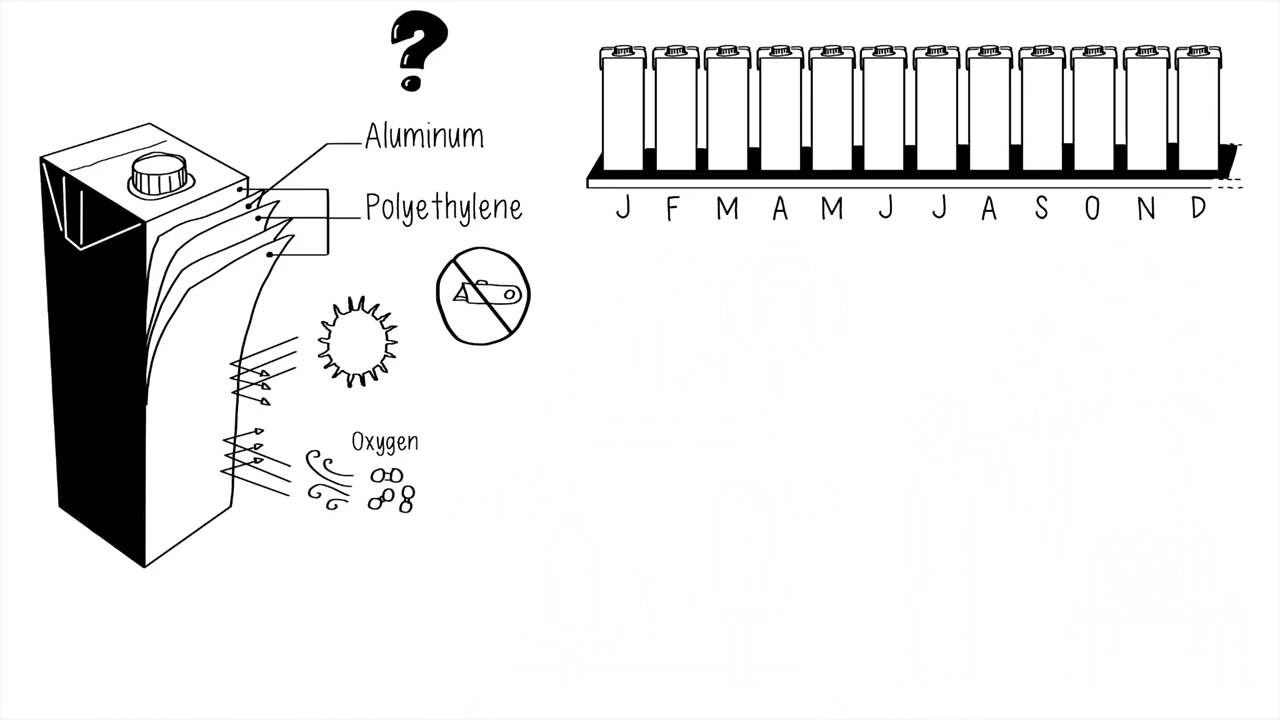 ?
Aluminum
Polyethylene
Oxygen
J F M A M J J A S O N D